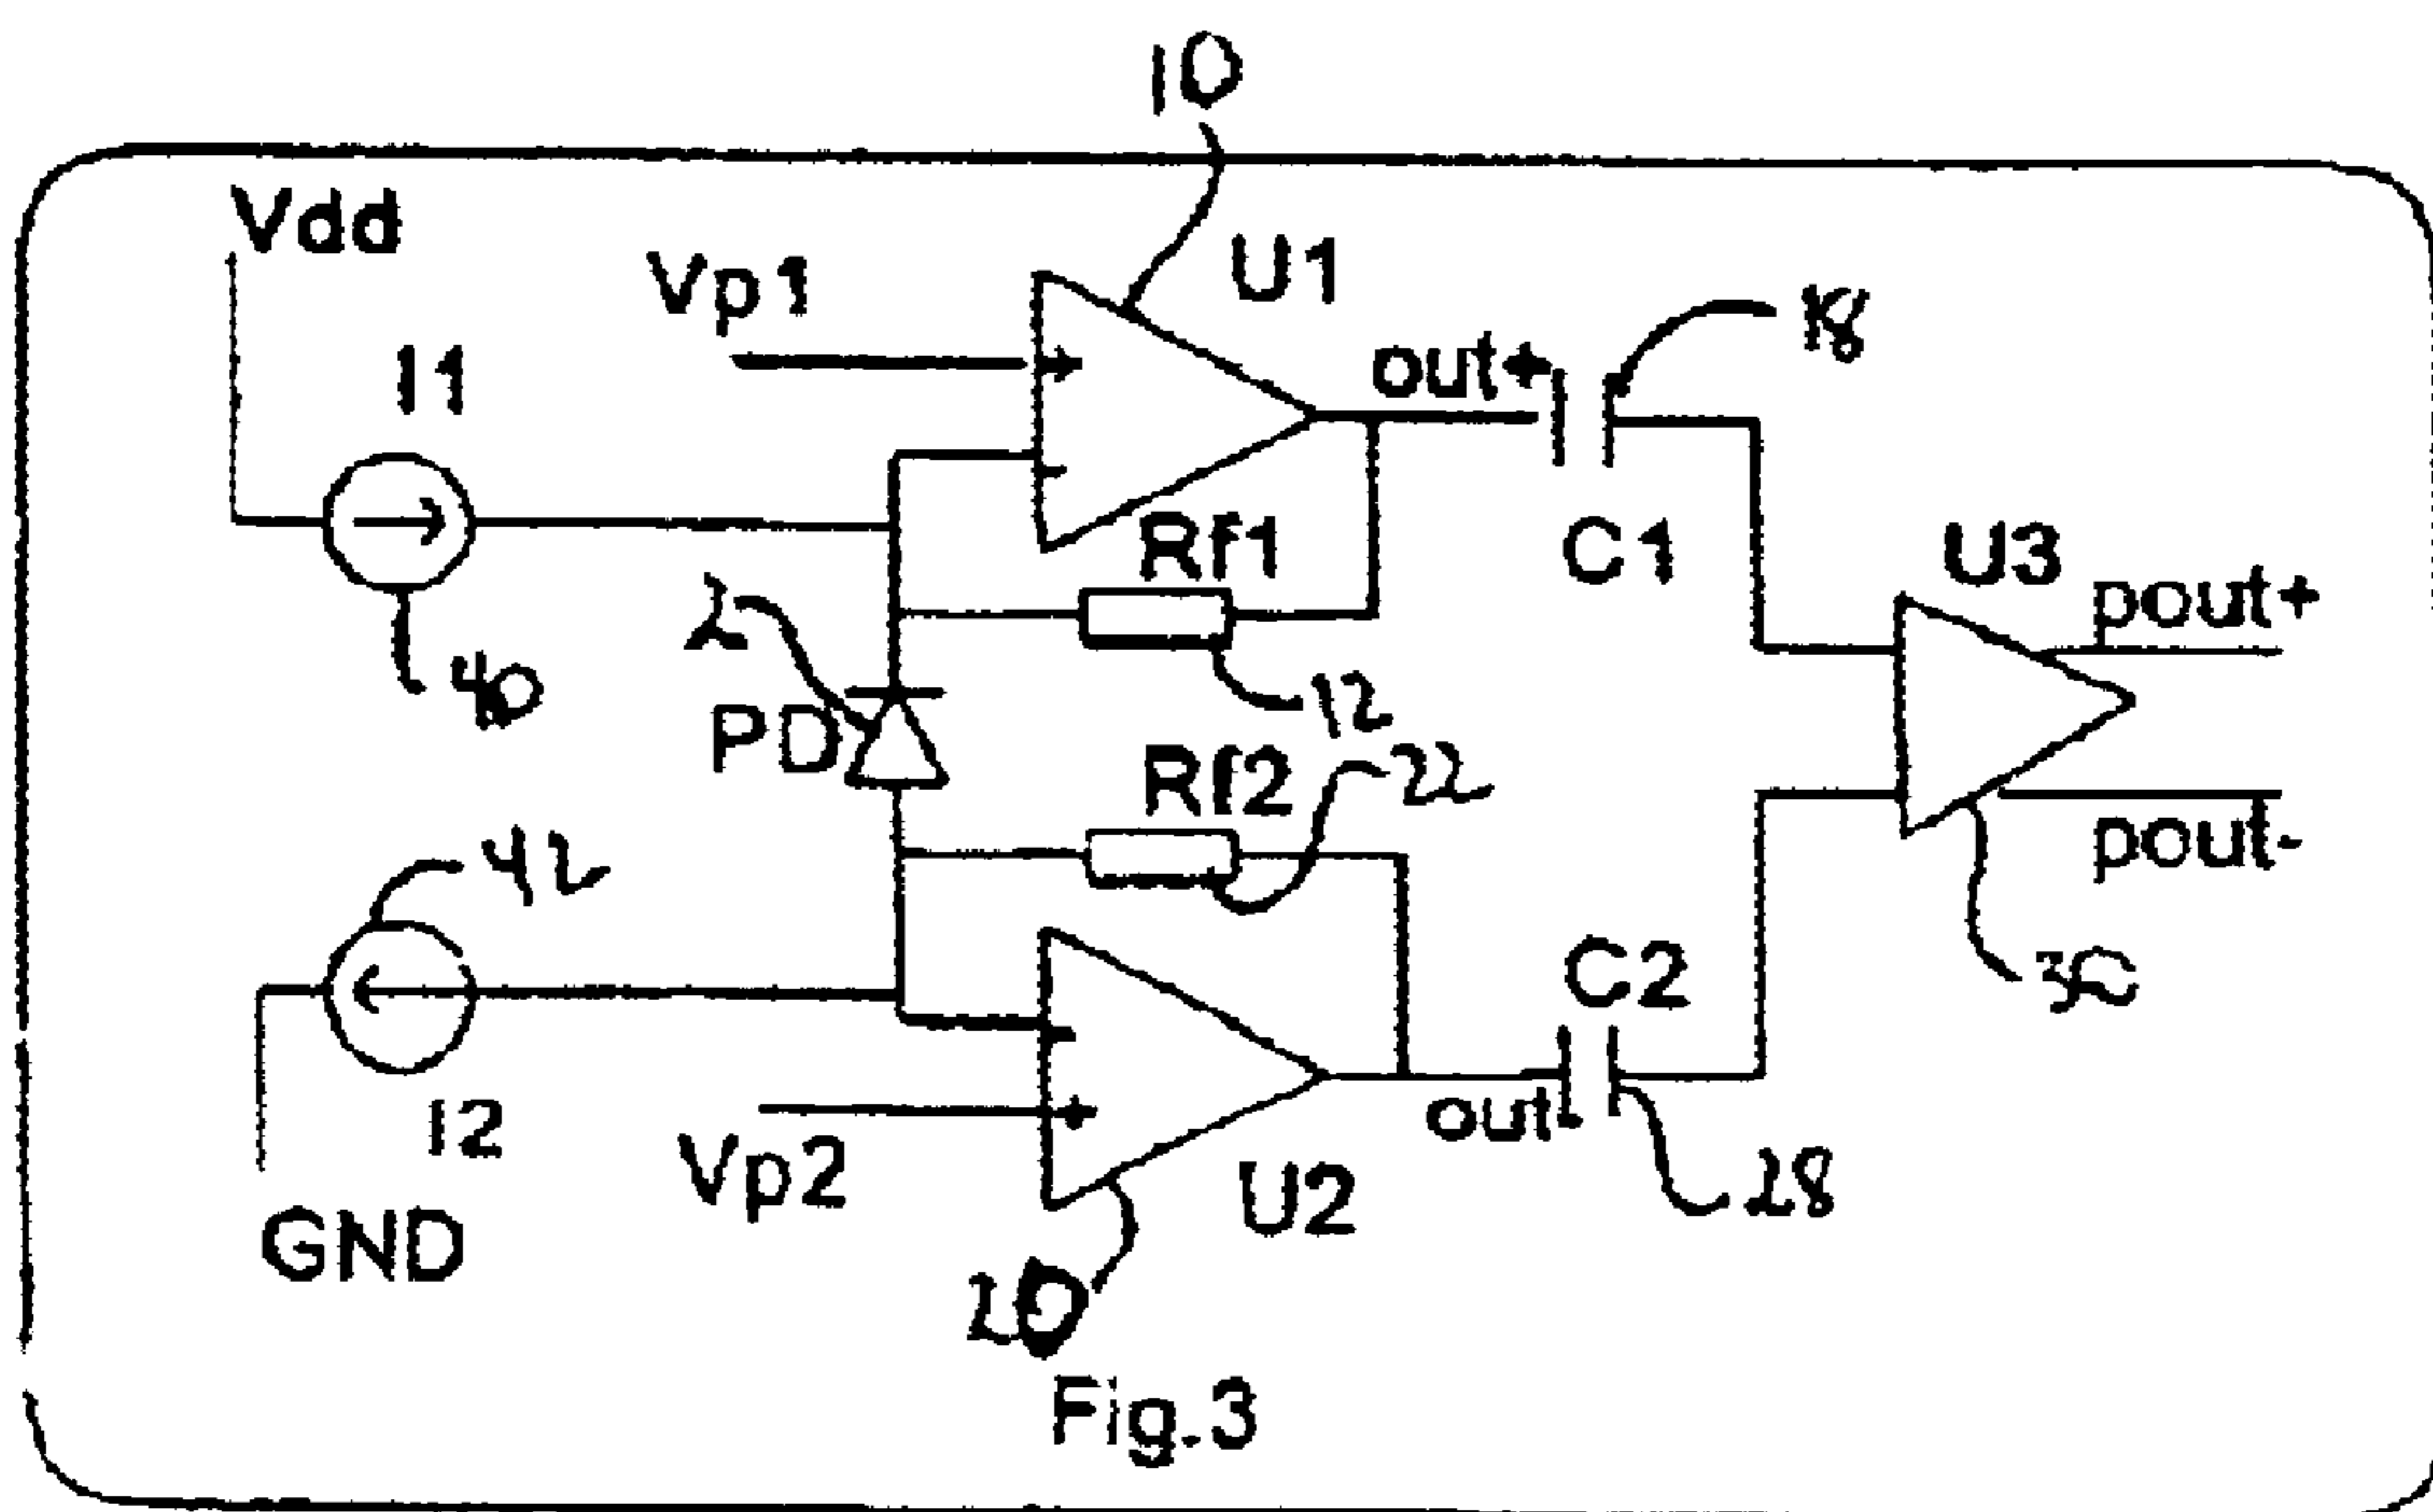 10
Vdd
Vp1
U1
18
out+
I1
Rf1
C1
U3
pout+
2
40
12
PD
Rf2
22
pout-
42
C2
30
I2
out-
Vp2
U2
28
GND
20
Fig.3